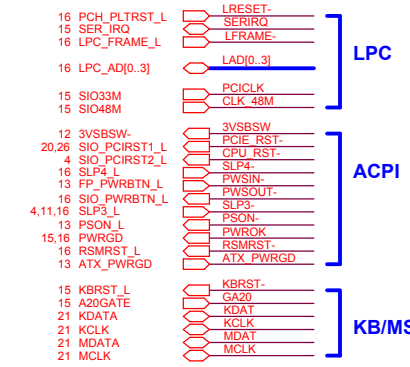 16 PCH_PLTRST_L LRESET-
15 SER_IRQ SERIRQ
16 LPC_FRAME_L LFRAME-
16 LPC_AD[0..3] LAD[0..3]
LPC
15 SIO33M PCICLK
15 SIO48M CLK_48M
12 3VSBSW- 3VSBSW
20,26 SIO_PCIRST1_L PCIE_RST-
4 SIO_PCIRST2_L CPU_RST-
16 SLP4_L SLP4-
13 FP_PWRBTN_L PWSIN-
ACPI
16 SIO_PWRBTN_L PWSOUT-
4,11,16 SLP3_L SLP3-
13 PSON_L PSON-
15,16 PWRGD PWROK
16 RSMRST_L RSMRST-
13 ATX_PWRGD ATX_PWRGD
15 KBRST_L KBRST-
15 A20GATE GA20
21 KDATA KDAT
21 KCLK KCLK
KB/MS
21 MDATA MDAT
21 MCLK MCLK